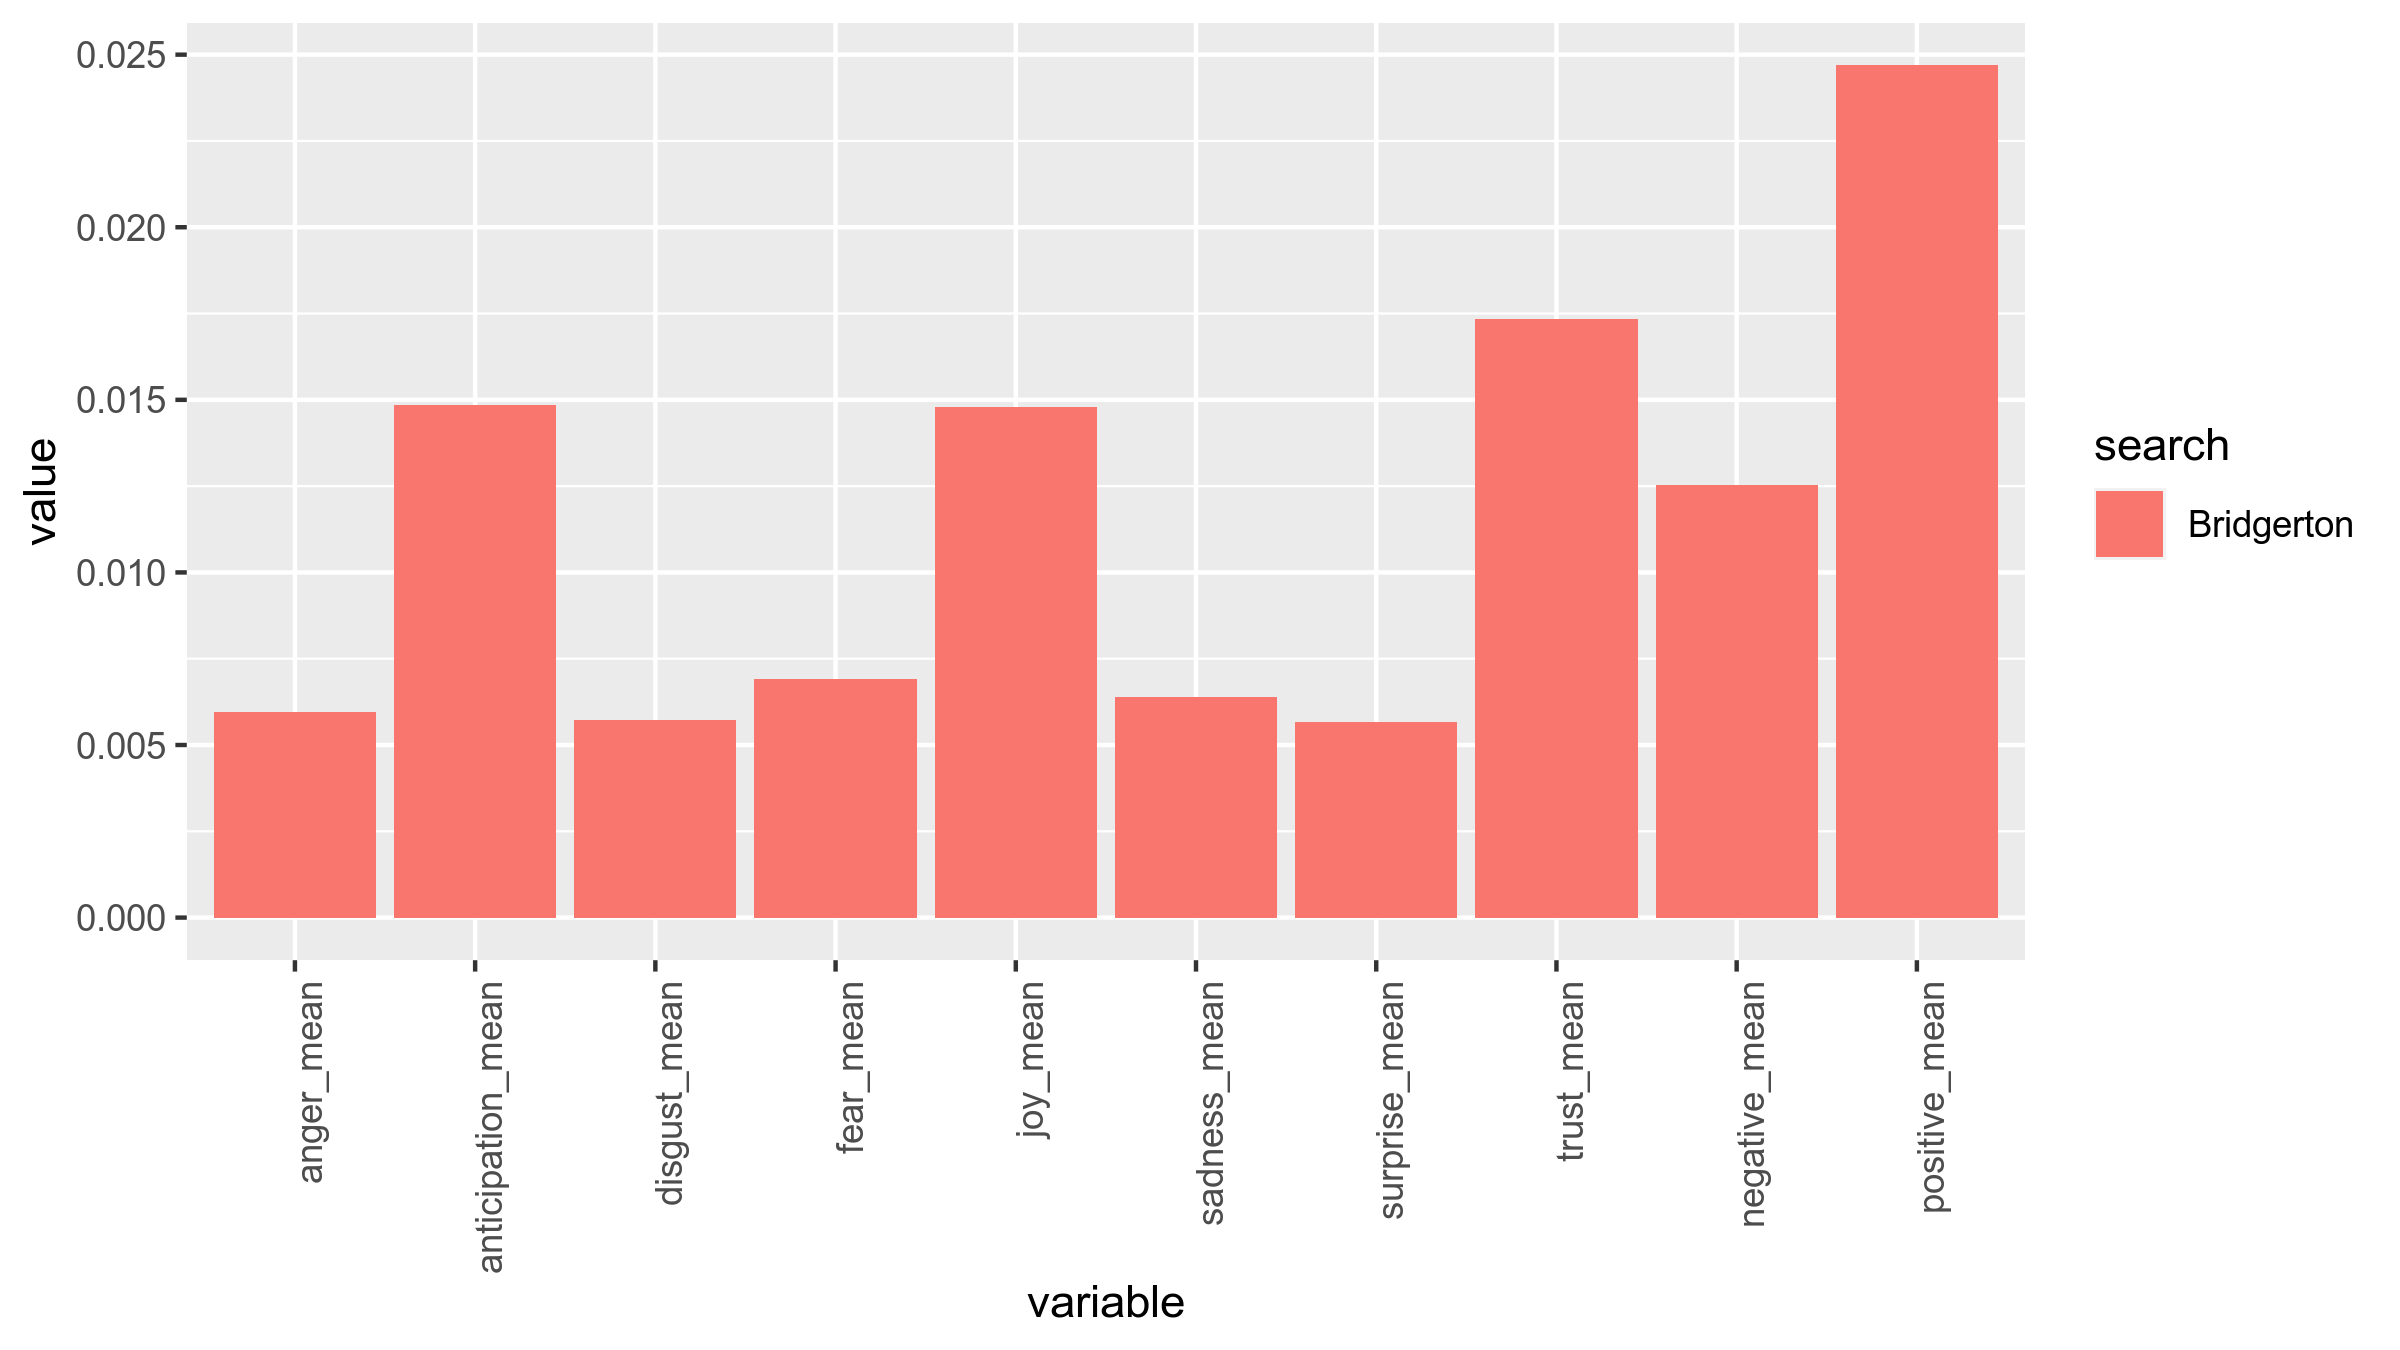 0.025
0.020
0.015
0.010
0.005
0.000
value
anger_mean
anticipation_mean
disgust_mean
fear_mean
joy_mean
sadness_mean
surprise_mean
trust_mean
negative_mean
positive_mean
variable
search
Bridgerton